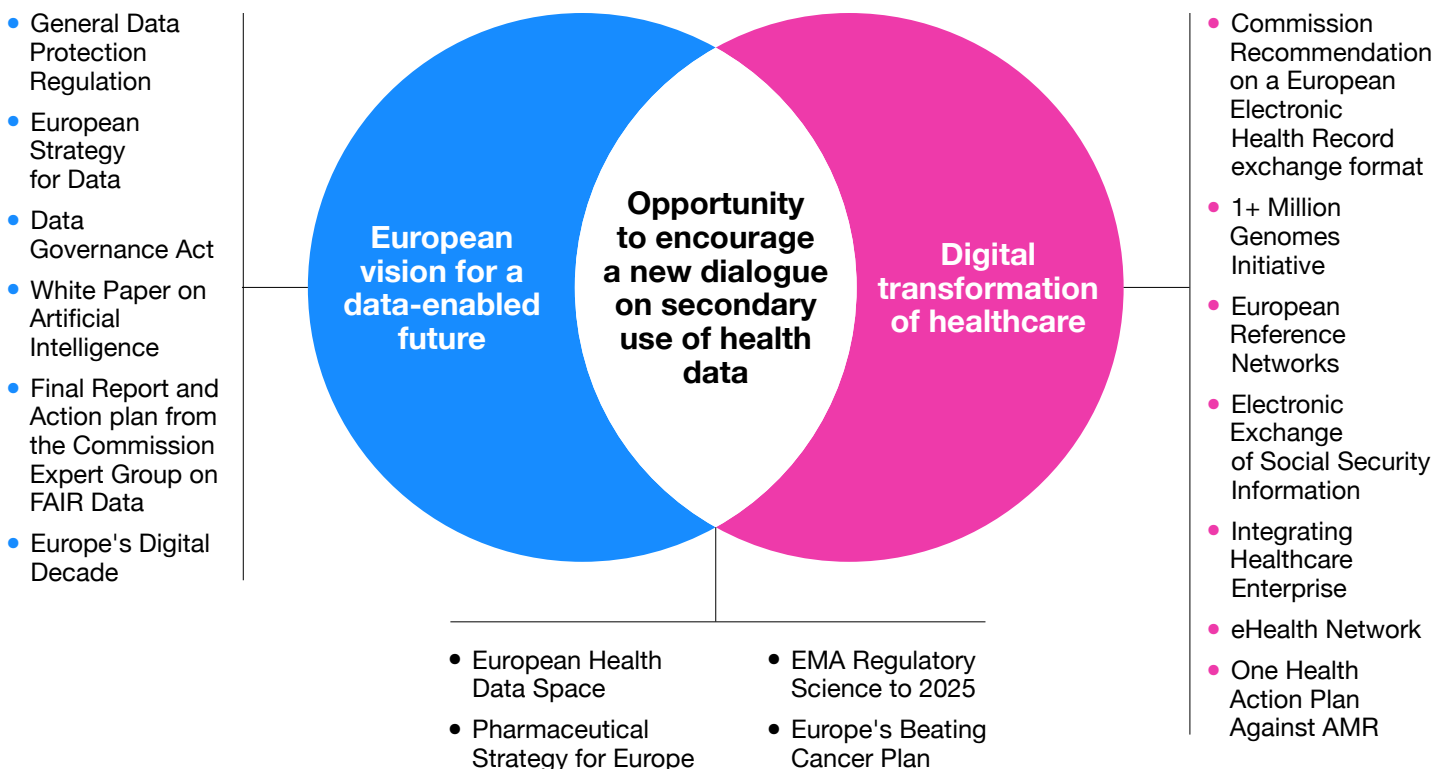 • General Data
Protection
Regulation
• European
Strategy
for Data
• Data
Governance Act
• White Paper on
Artificial
Intelligence
• Final Report and
Action plan from
the Commission
Expert Group on
FAIR Data
• Europe's Digital
Decade
European
vision for a
data-enabled
future
Opportunity
to encourage
a new dialogue
on secondary
use of health
data
Digital
transformation
of healthcare
• Commission
Recommendation
on a European
Electronic
Health Record
exchange format
• 1+ Million
Genomes
Initiative
• European
Reference
Networks
• Electronic
Exchange
of Social Security
Information
• Integrating
Healthcare
Enterprise
• eHealth Network
• One Health
Action Plan
Against AMR
• European Health
Data Space
• Pharmaceutical
Strategy for Europe
• EMA Regulatory
Science to 2025
• Europe's Beating
Cancer Plan